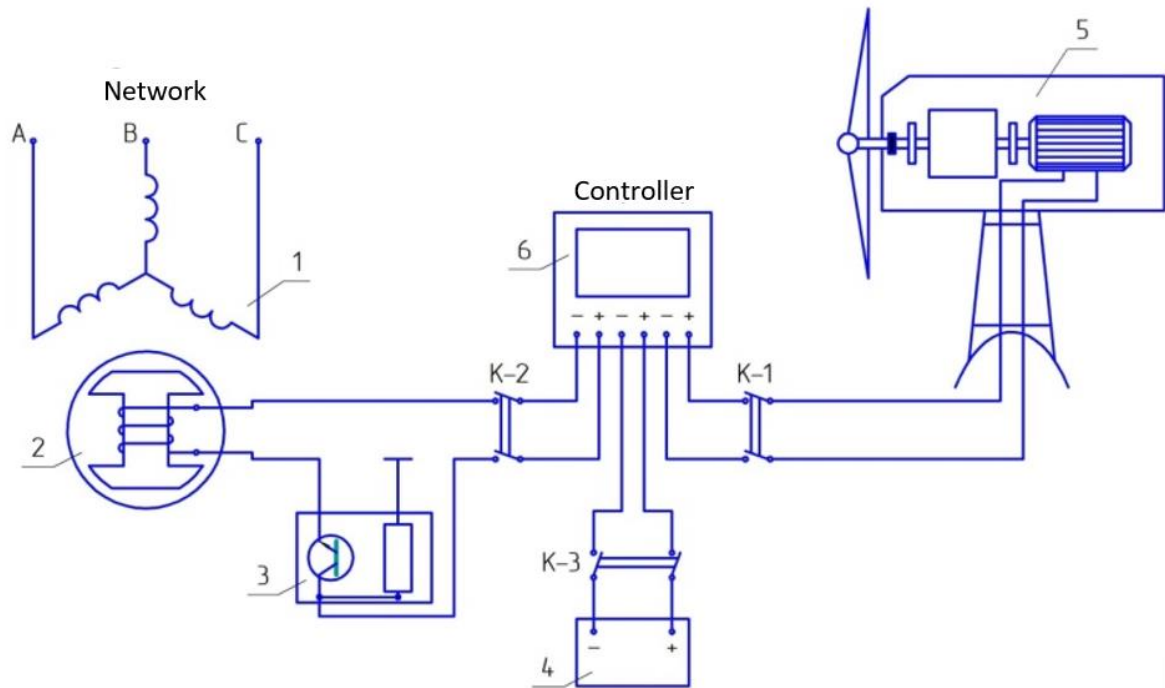 Network
A B C
1
2
3
K-2
Controller
6
- + - + - +
K-1
K-3
- +
4
5